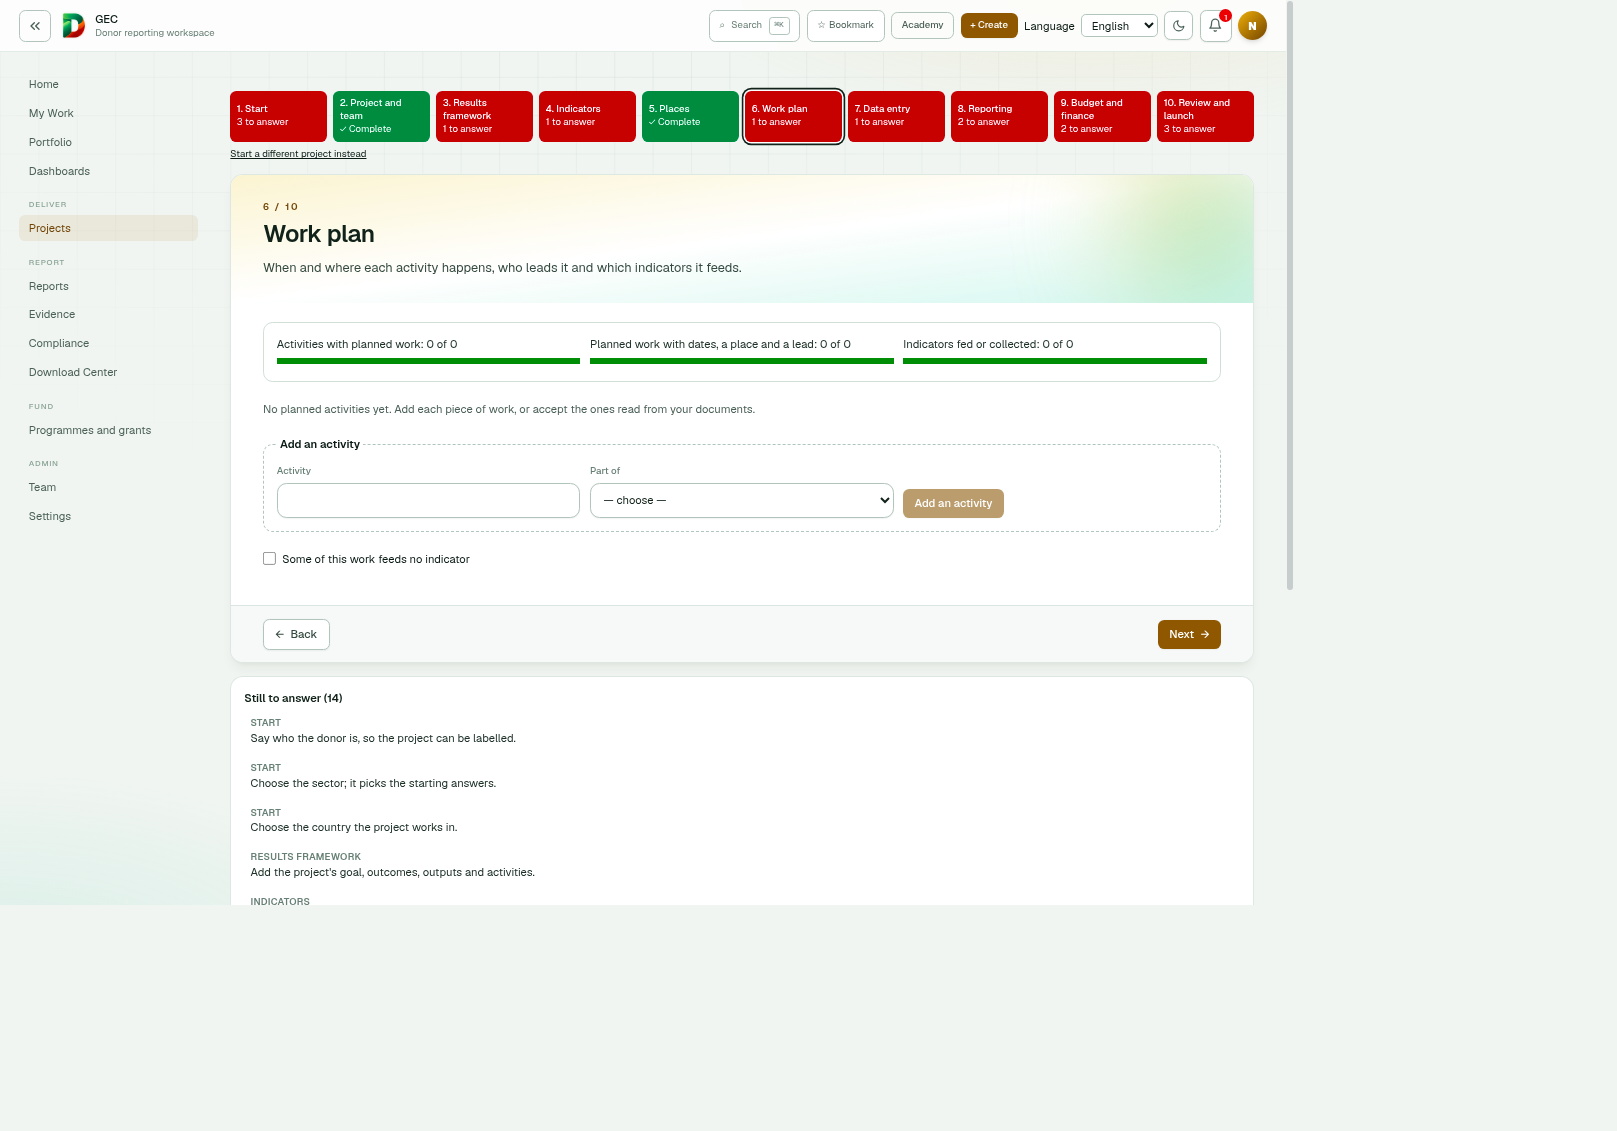 GEC
Donor reporting workspace
Search ⌘K
☆ Bookmark
Academy
+ Create
Language
English
1
N
Home
My Work
Portfolio
Dashboards
DELIVER
Projects
REPORT
Reports
Evidence
Compliance
Download Center
FUND
Programmes and grants
ADMIN
Team
Settings
1. Start
3 to answer
2. Project and
team
✓ Complete
3. Results
framework
1 to answer
4. Indicators
1 to answer
5. Places
✓ Complete
6. Work plan
1 to answer
7. Data entry
1 to answer
8. Reporting
2 to answer
9. Budget and
finance
2 to answer
10. Review and
launch
3 to answer
Start a different project instead
6 / 10
Work plan
When and where each activity happens, who leads it and which indicators it feeds.
Activities with planned work: 0 of 0
Planned work with dates, a place and a lead: 0 of 0
Indicators fed or collected: 0 of 0
No planned activities yet. Add each piece of work, or accept the ones read from your documents.
Add an activity
Activity
Part of
— choose —
Add an activity
Some of this work feeds no indicator
← Back
Next →
Still to answer (14)
START
Say who the donor is, so the project can be labelled.
START
Choose the sector; it picks the starting answers.
START
Choose the country the project works in.
RESULTS FRAMEWORK
Add the project's goal, outcomes, outputs and activities.
INDICATORS